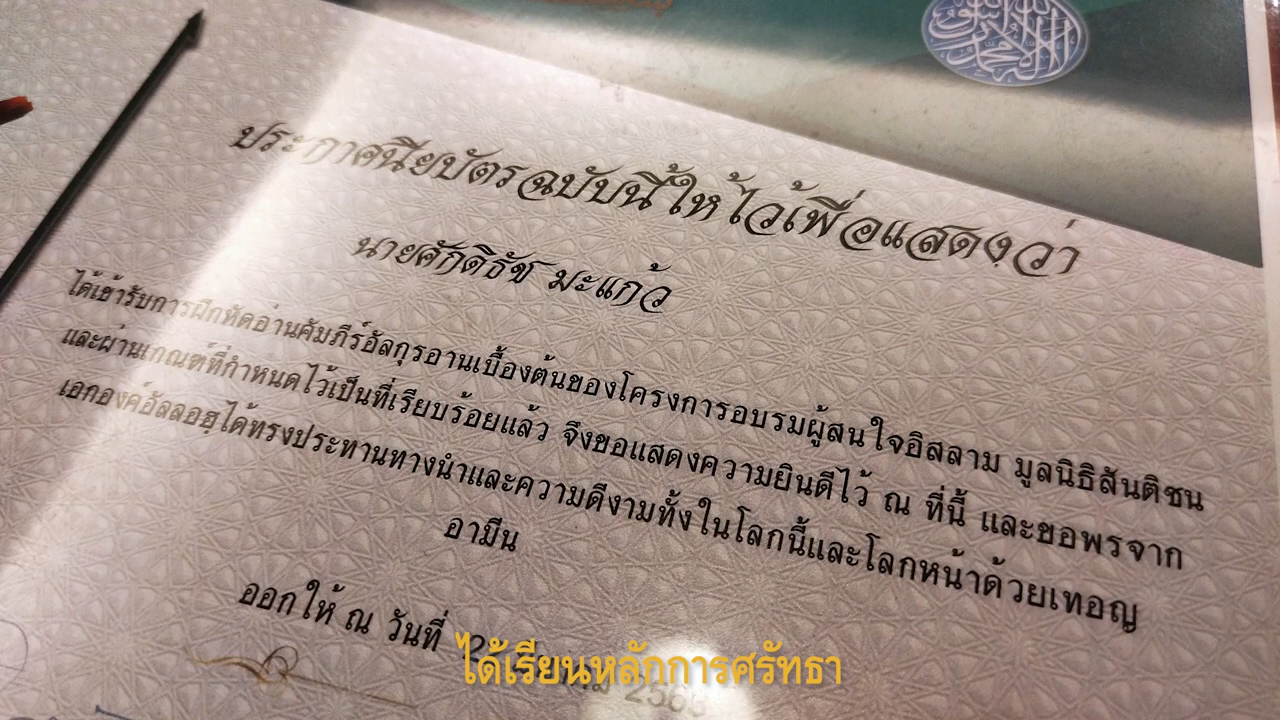 ประกาศนียบัตรฉบับนี้ให้ไว้เพื่อแสดงว่า
นายศักดิธัช มะแก้ว
ได้เข้ารับการฝึกหัดอ่านคัมภีร์อัลกุรอานเบื้องต้นของโครงการอบรมผู้สนใจอิสลาม มูลนิธิสันติชน
และผ่านเกณฑ์ที่กำหนดไว้เป็นที่เรียบร้อยแล้ว จึงขอแสดงความยินดีไว้ ณ ที่นี้ และขอพรจาก
เอกองค์อัลลอฮฺได้ทรงประทานทางนำและความดีงามทั้งในโลกนี้และโลกหน้าด้วยเทอญ
อามีน
ออกให้ ณ วันที่
ได้เรียนหลักการศรัทธา